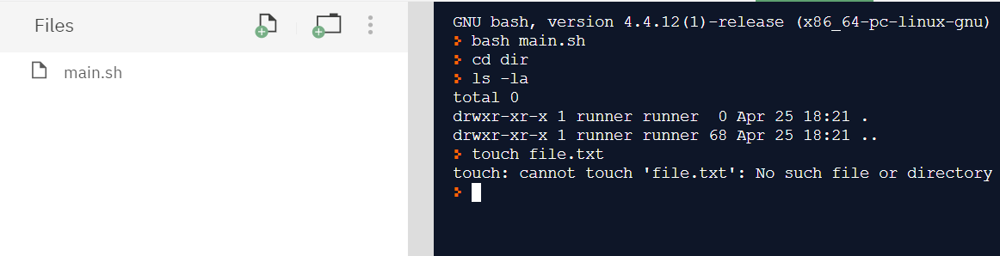 Files
main.sh
GNU bash, version 4.4.12(1)-release (x86_64-pc-linux-gnu)
bash main.sh
cd dir
ls -la
total 0
drwxr-xr-x 1 runner runner  0 Apr 25 18:21 .
drwxr-xr-x 1 runner runner 68 Apr 25 18:21 ..
touch file.txt
touch: cannot touch 'file.txt': No such file or directory